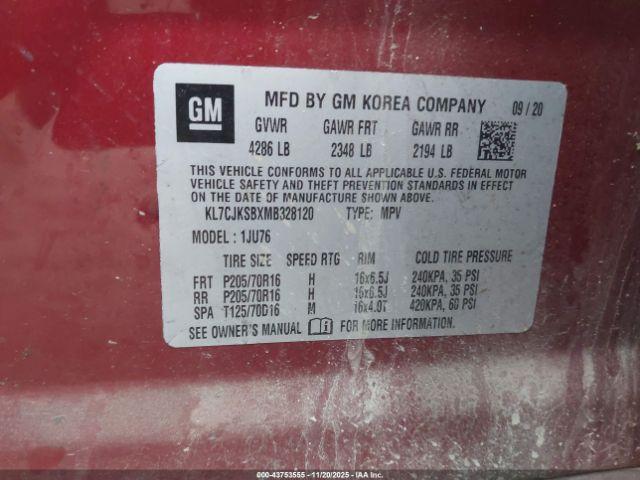 GM
MFD BY GM KOREA COMPANY 09/20
GVWR GAWR FRT GAWR RR
4286 LB 2348 LB 2194 LB
THIS VEHICLE CONFORMS TO ALL APPLICABLE U.S. FEDERAL MOTOR
VEHICLE SAFETY AND THEFT PREVENTION STANDARDS IN EFFECT
ON THE DATE OF MANUFACTURE SHOWN ABOVE.
KL7CJKSBXMB328120 TYPE: MPV
MODEL: 1JU76
TIRE SIZE SPEED RTG RIM COLD TIRE PRESSURE
FRT P205/70R16 H 16x6.5J 240KPA, 35 PSI
RR P205/70R16 H 16x6.5J 240KPA, 35 PSI
SPA T125/70D16 M 16x4.0T 420KPA, 60 PSI
SEE OWNER'S MANUAL FOR MORE INFORMATION.
000-43753555 - 11/20/2025 - IAA, Inc.